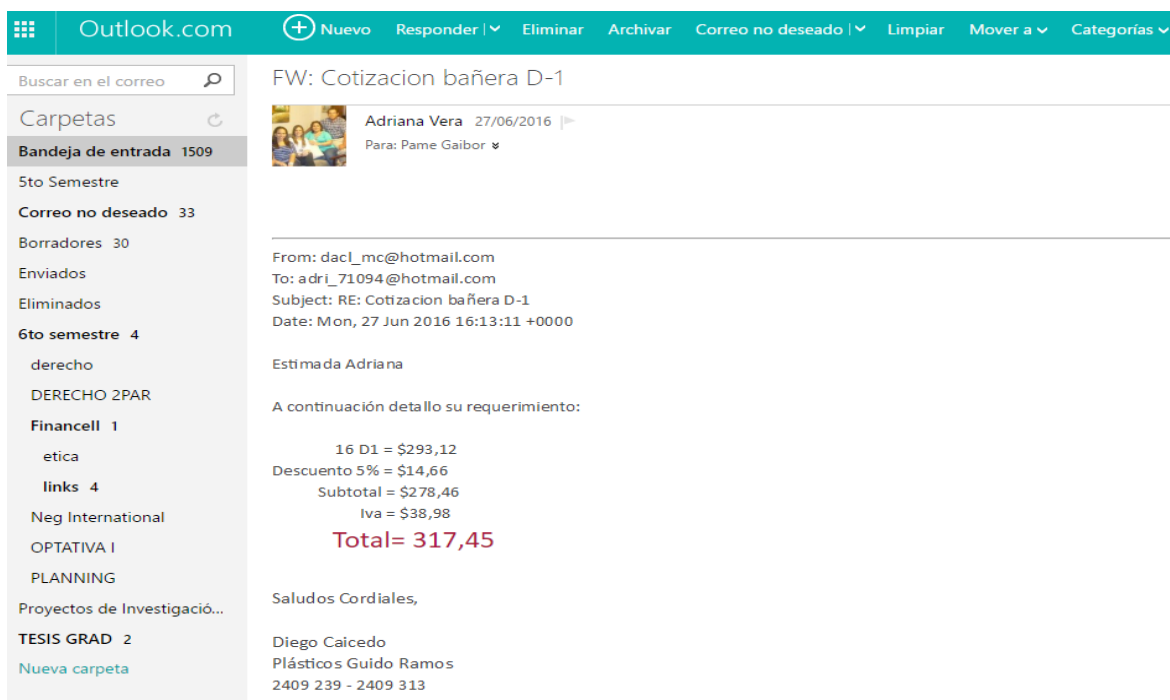 Outlook.com
Nuevo Responder Eliminar Archivar Correo no deseado Limpiar Mover a Categorías
Buscar en el correo
Carpetas
Bandeja de entrada 1509
5to Semestre
Correo no deseado 33
Borradores 30
Enviados
Eliminados
6to semestre 4
derecho
DERECHO 2PAR
Financell 1
etica
links 4
Neg International
OPTATIVA I
PLANNING
Proyectos de Investigació...
TESIS GRAD 2
Nueva carpeta
FW: Cotizacion bañera D-1
Adriana Vera 27/06/2016
Para: Pame Gaibor
From: dacl_mc@hotmail.com
To: adri_71094@hotmail.com
Subject: RE: Cotizacion bañera D-1
Date: Mon, 27 Jun 2016 16:13:11 +0000
Estimada Adriana
A continuación detallo su requerimiento:
16 D1 = $293,12
Descuento 5% = $14,66
Subtotal = $278,46
Iva = $38,98
Total= 317,45
Saludos Cordiales,
Diego Caicedo
Plásticos Guido Ramos
2409 239 - 2409 313